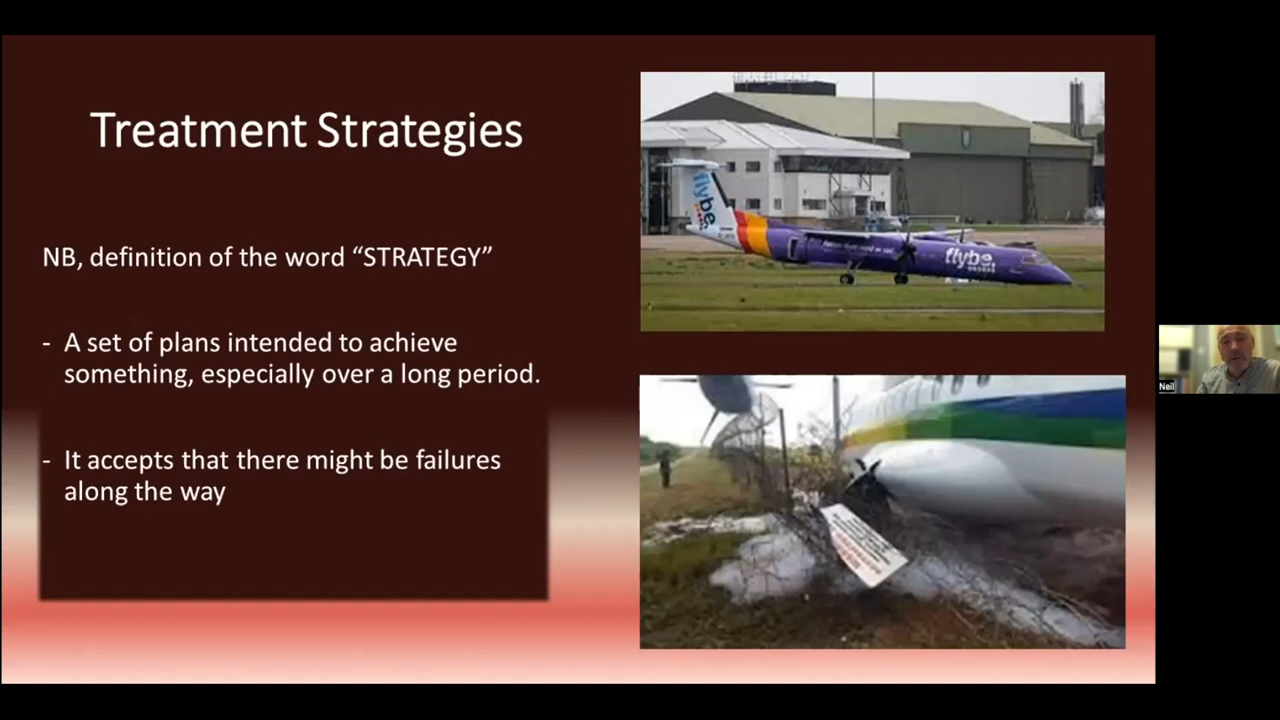 Treatment Strategies
NB, definition of the word “STRATEGY”
- A set of plans intended to achieve
something, especially over a long period.
- It accepts that there might be failures
along the way
flybe.
flybe.
Neil